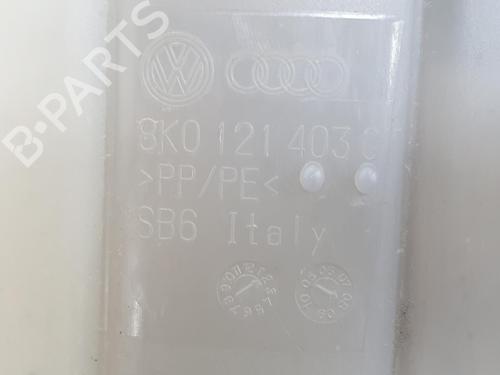 B-PARTS
8K0 121 403 C
>PP/PE<
SB6 Italy